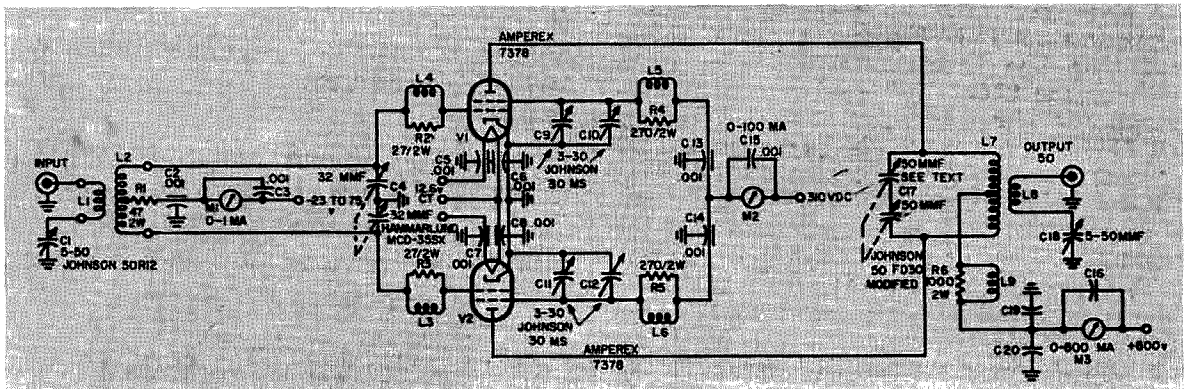 AMPEREX
7378
INPUT
L1
C1
5-50
JOHNSON 50R12
L2
R1
47
2W
C2
.001
M1
0-1 MA
.001
C3
-23 TO 75
32 MMF
C4
32 MMF
HAMMARLUND
MCD-35SX
L4
R2
27/2W
V1
C5
.001
12.6v
C6
.001
C7
.001
C8 .001
27/2W
R3
L3
V2
C9
C10
3-30
JOHNSON
30 MS
C11
C12
3-30
JOHNSON
30 MS
L5
R4
270/2W
270/2W
R5
L6
C13
.001
C14
.001
0-100 MA
C15
.001
M2
310VDC
AMPEREX
7378
50 MMF
SEE TEXT
C17
50 MMF
JOHNSON
50 FD30
MODIFIED
L7
L8
OUTPUT
50
C18
5-50MMF
R6
1000
2W
L9
C19
C20
C16
0-600 MA
M3
+600v